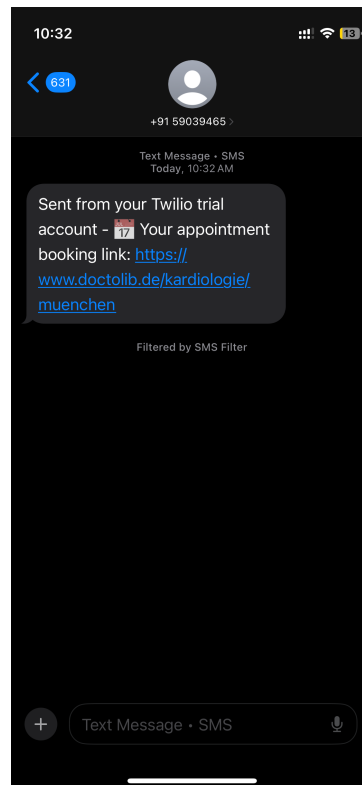 10:32
13
631
+91 59039465
Text Message • SMS
Today, 10:32 AM
Sent from your Twilio trial
account - 📅 Your appointment
booking link: https://
www.doctolib.de/kardiologie/
muenchen
Filtered by SMS Filter
Text Message • SMS